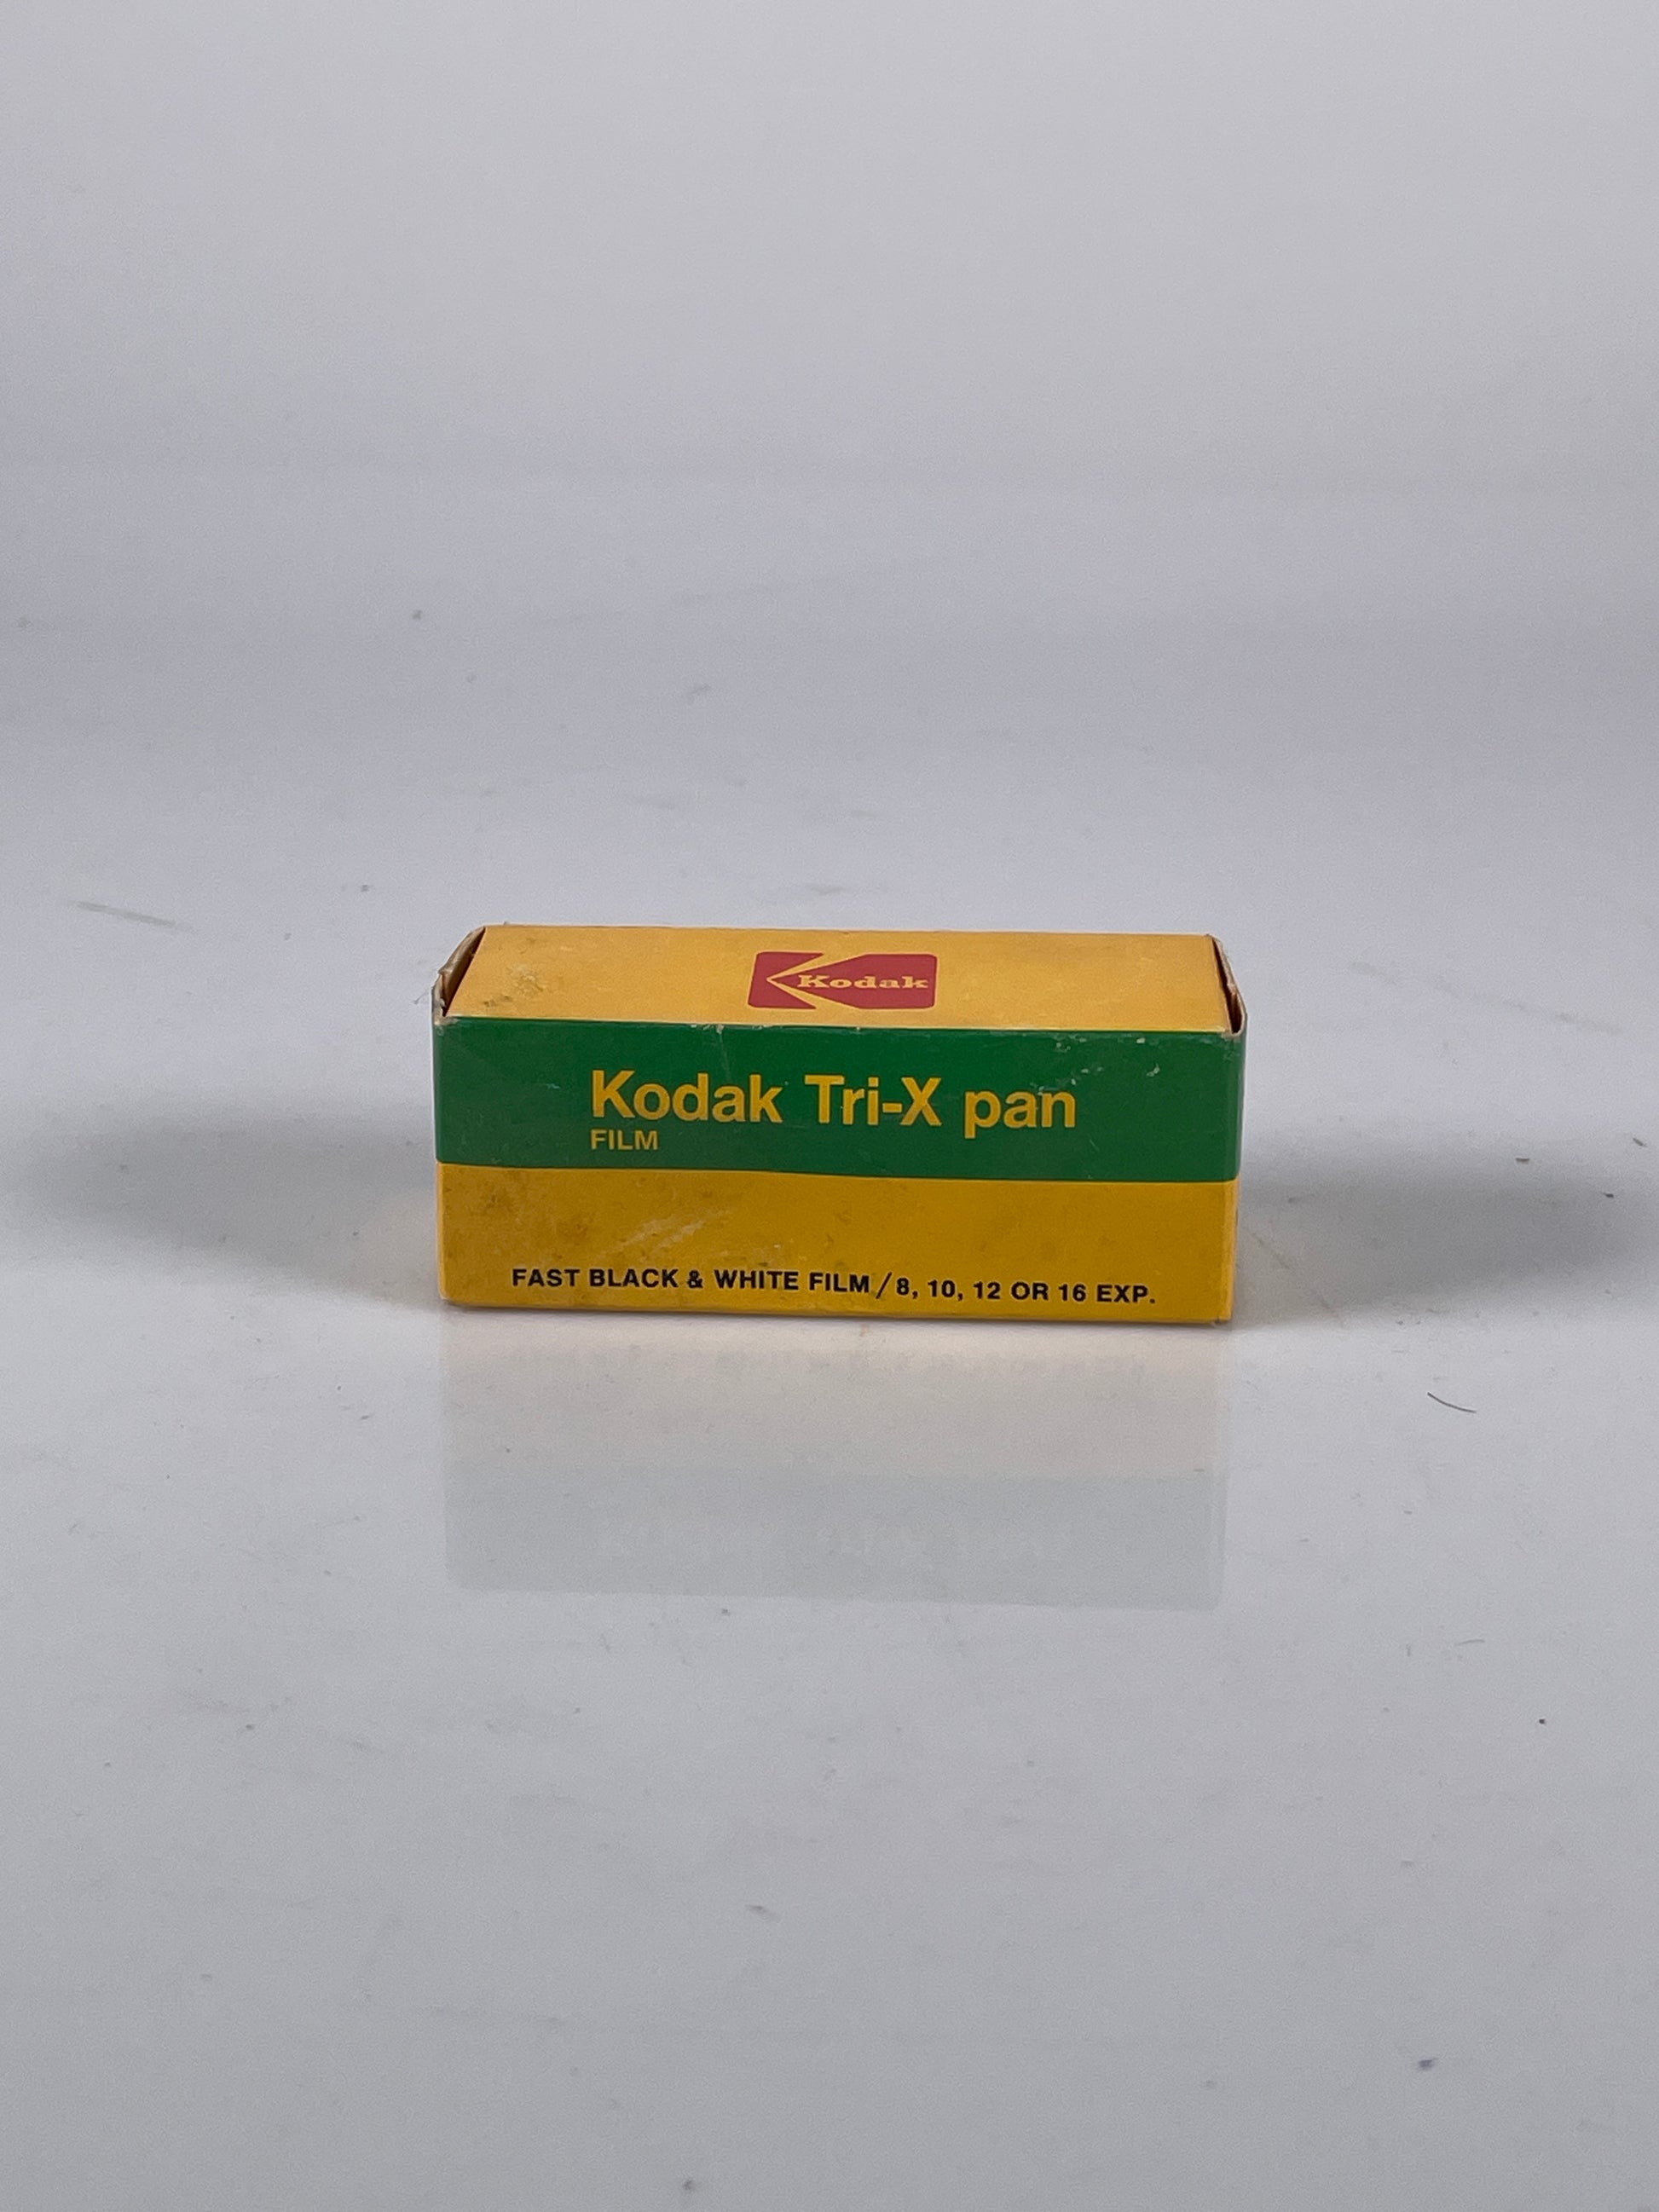 Kodak
Kodak Tri-X pan
FILM
FAST BLACK & WHITE FILM / 8, 10, 12 OR 16 EXP.